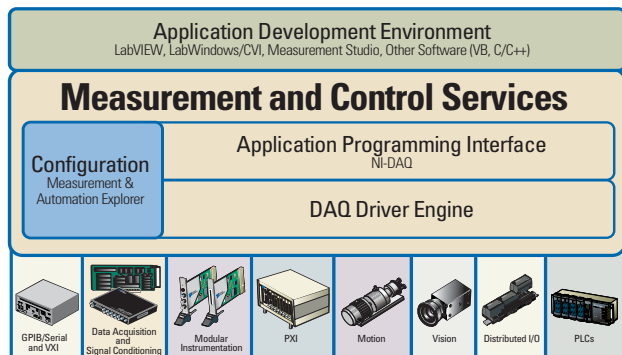 Application Development Environment
LabVIEW, LabWindows/CVI, Measurement Studio, Other Software (VB, C/C++)
Measurement and Control Services
Configuration
Measurement &
Automation Explorer
Application Programming Interface
NI-DAQ
DAQ Driver Engine
GPIB/Serial
and VXI
Data Acquisition
and
Signal Conditioning
Modular
Instrumentation
PXI
Motion
Vision
Distributed I/O
PLCs